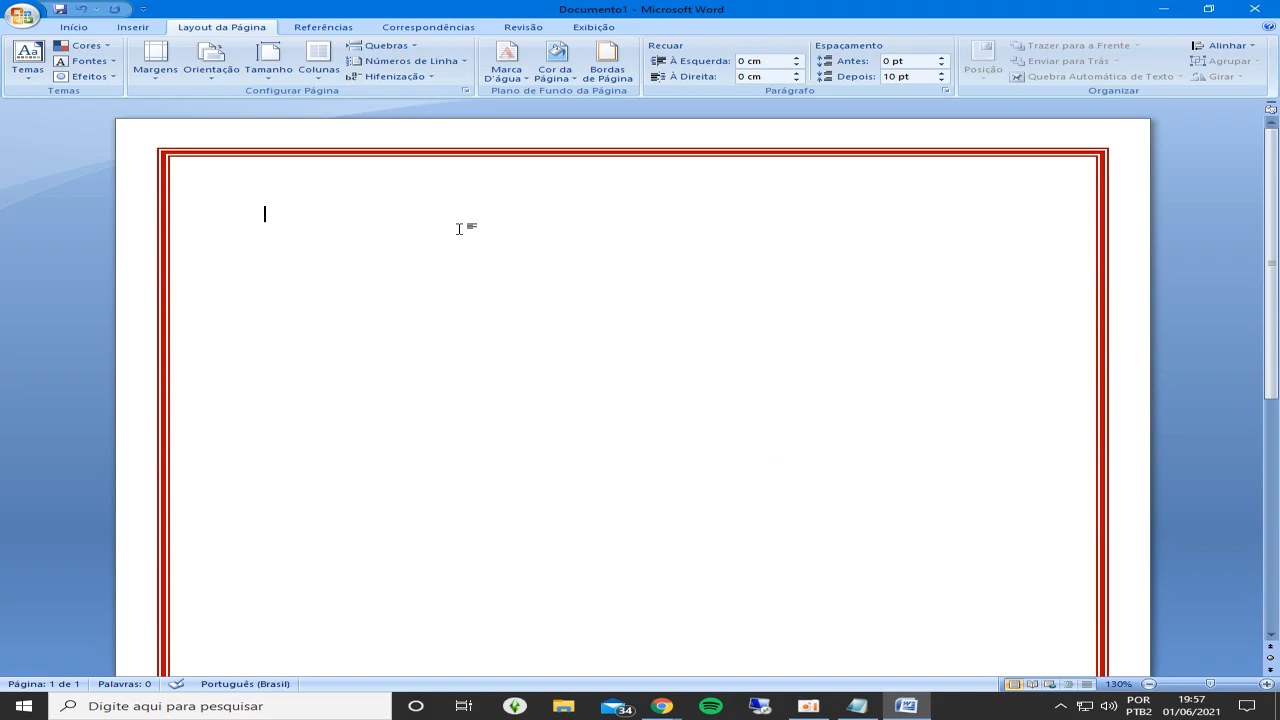 Documento1 - Microsoft Word
Início Inserir Layout da Página Referências Correspondências Revisão Exibição
Aa
Temas
Cores
Fontes
Efeitos
Temas
Margens Orientação Tamanho Colunas
Quebras
Números de Linha
Hifenização
Configurar Página
Marca D'água
Cor da Página
Bordas de Página
Plano de Fundo da Página
Recuar
À Esquerda: 0 cm
À Direita: 0 cm
Espaçamento
Antes: 0 pt
Depois: 10 pt
Parágrafo
Posição
Trazer para a Frente
Enviar para Trás
Quebra Automática de Texto
Alinhar
Agrupar
Girar
Organizar
Página: 1 de 1 Palavras: 0 Português (Brasil) 130%
Digite aqui para pesquisar
34
POR
PTB2
19:57
01/06/2021